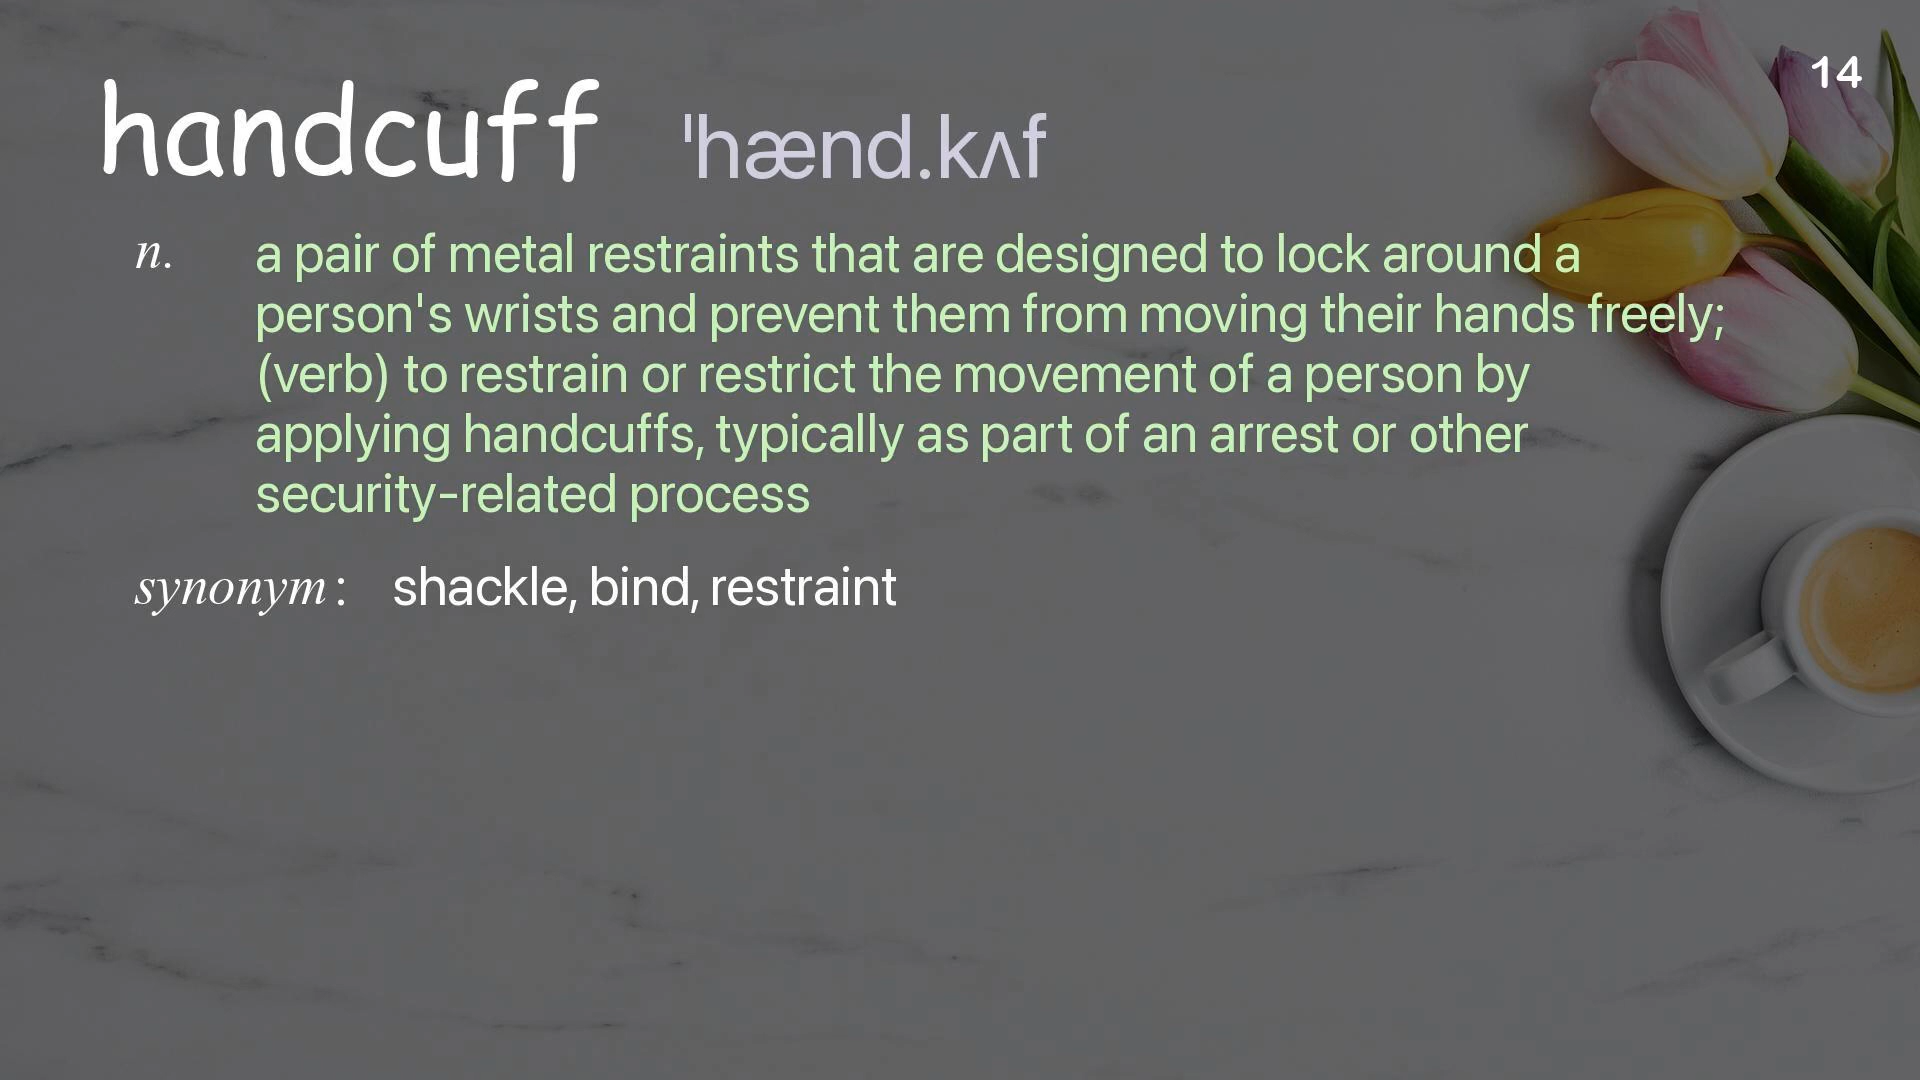 14
handcuff ˈhænd.kʌf
n. a pair of metal restraints that are designed to lock around a
person's wrists and prevent them from moving their hands freely;
(verb) to restrain or restrict the movement of a person by
applying handcuffs, typically as part of an arrest or other
security-related process
synonym: shackle, bind, restraint